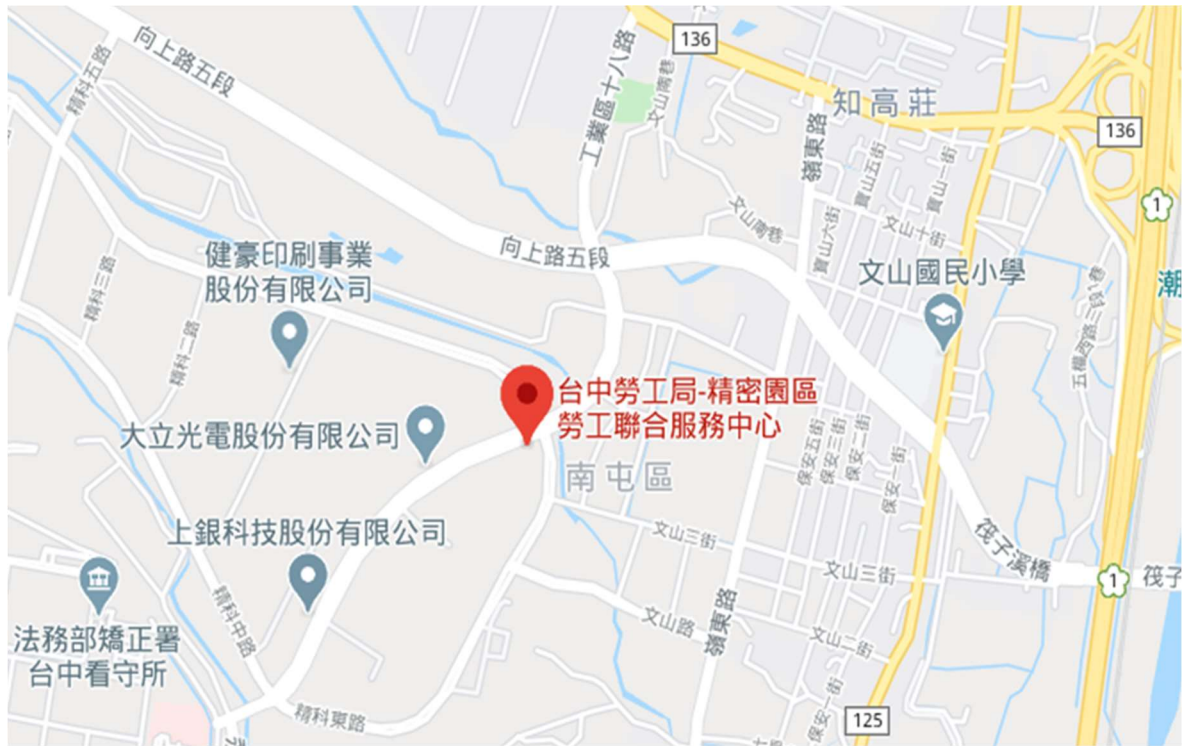 136
向上路五段
精科五路
工業區十八路
文山南巷
知高莊
136
嶺東路
寶山五街
寶山一街
1
文山南巷
文山十街
寶山六街
向上路五段
健豪印刷事業
股份有限公司
文山國民小學
潮
精科三路
精科二路
台中勞工局-精密園區
勞工聯合服務中心
大立光電股份有限公司
南屯區
保安五街
保安三街
保安二街
保安一街
上銀科技股份有限公司
文山三街
筏子溪橋
文山三街
1
筏子
法務部矯正署
台中看守所
精科中路
文山路
嶺東路
文山二街
精科東路
保安一街
125